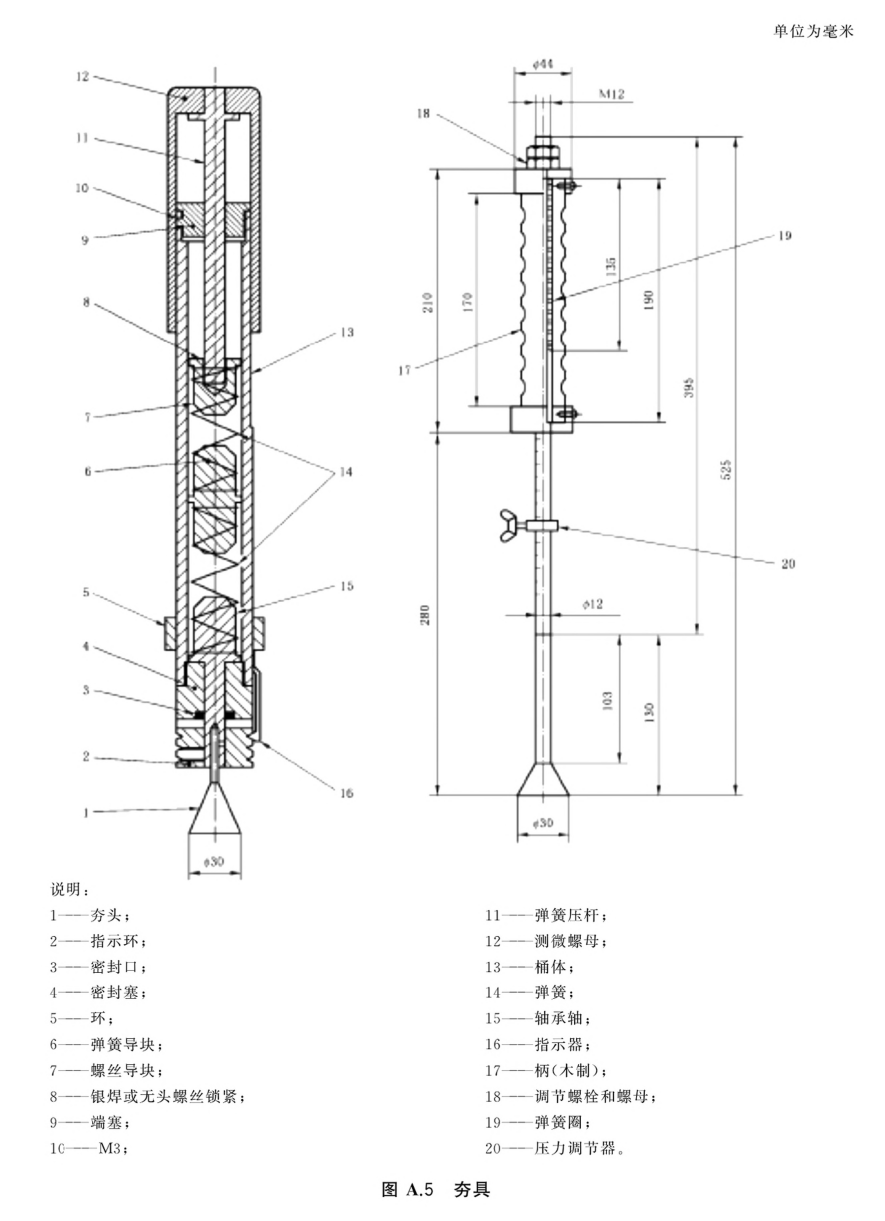 单位为毫米
φ44
M12
12
11
10
9
8
7
6
5
4
3
2
1
13
14
15
16
φ30
18
17
19
20
210
170
135
190
395
525
280
φ12
103
130
φ30
说明：
1——夯头；
2——指示环；
3——密封口；
4——密封塞；
5——环；
6——弹簧导块；
7——螺丝导块；
8——银焊或无头螺丝锁紧；
9——端塞；
10——M3；
11——弹簧压杆；
12——测微螺母；
13——桶体；
14——弹簧；
15——轴承轴；
16——指示器；
17——柄(木制)；
18——调节螺栓和螺母；
19——弹簧圈；
20——压力调节器。
图 A.5 夯具